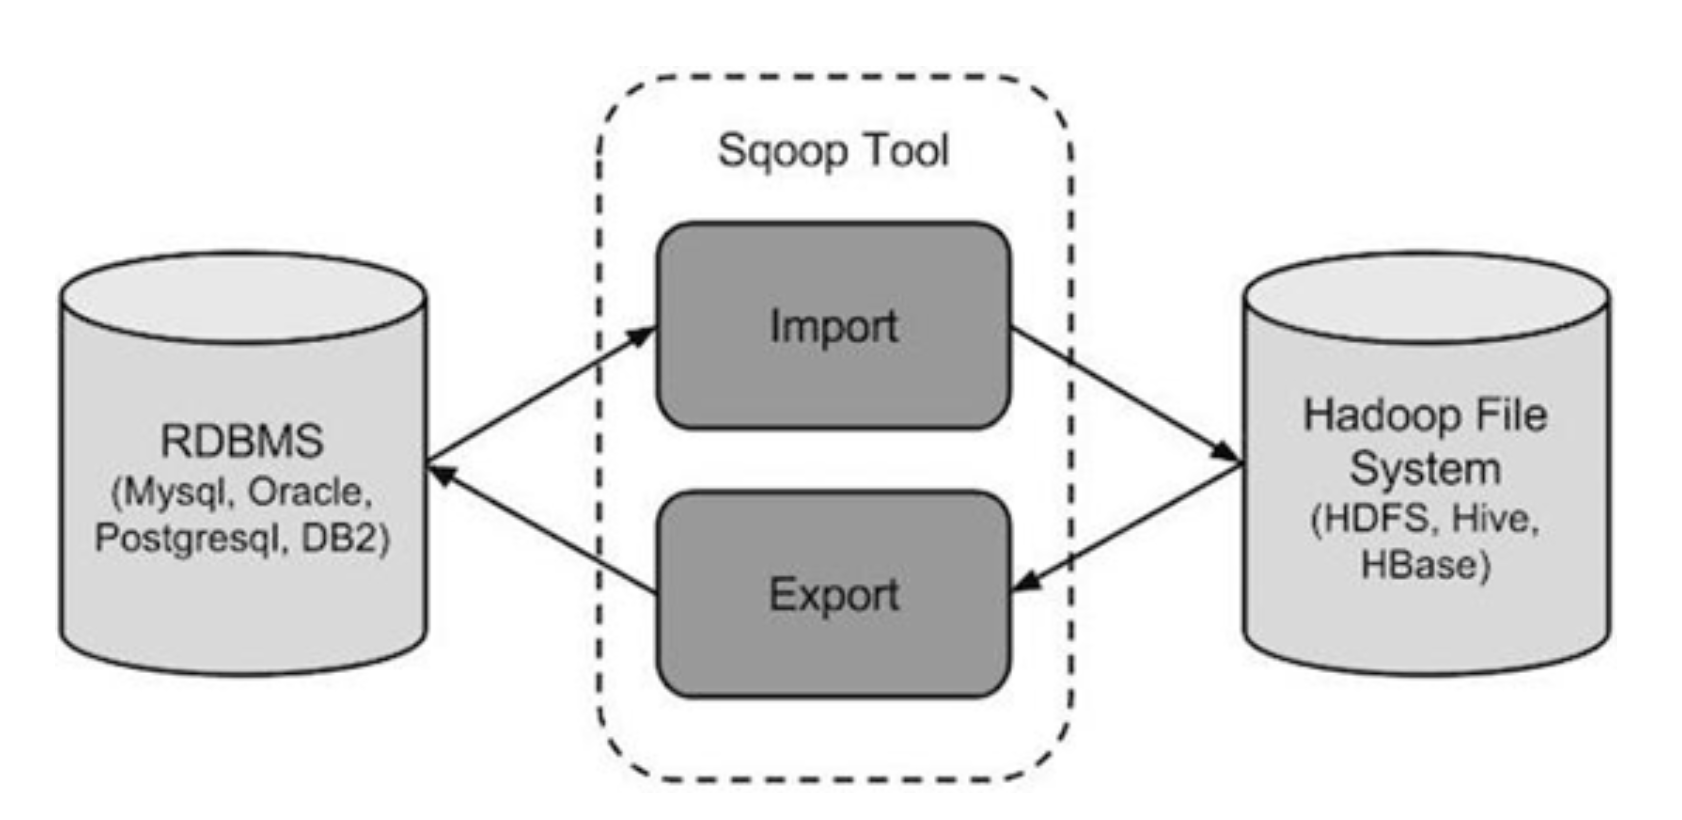 Sqoop Tool
Import
RDBMS
(Mysql, Oracle,
Postgresql, DB2)
Hadoop File
System
(HDFS, Hive,
HBase)
Export